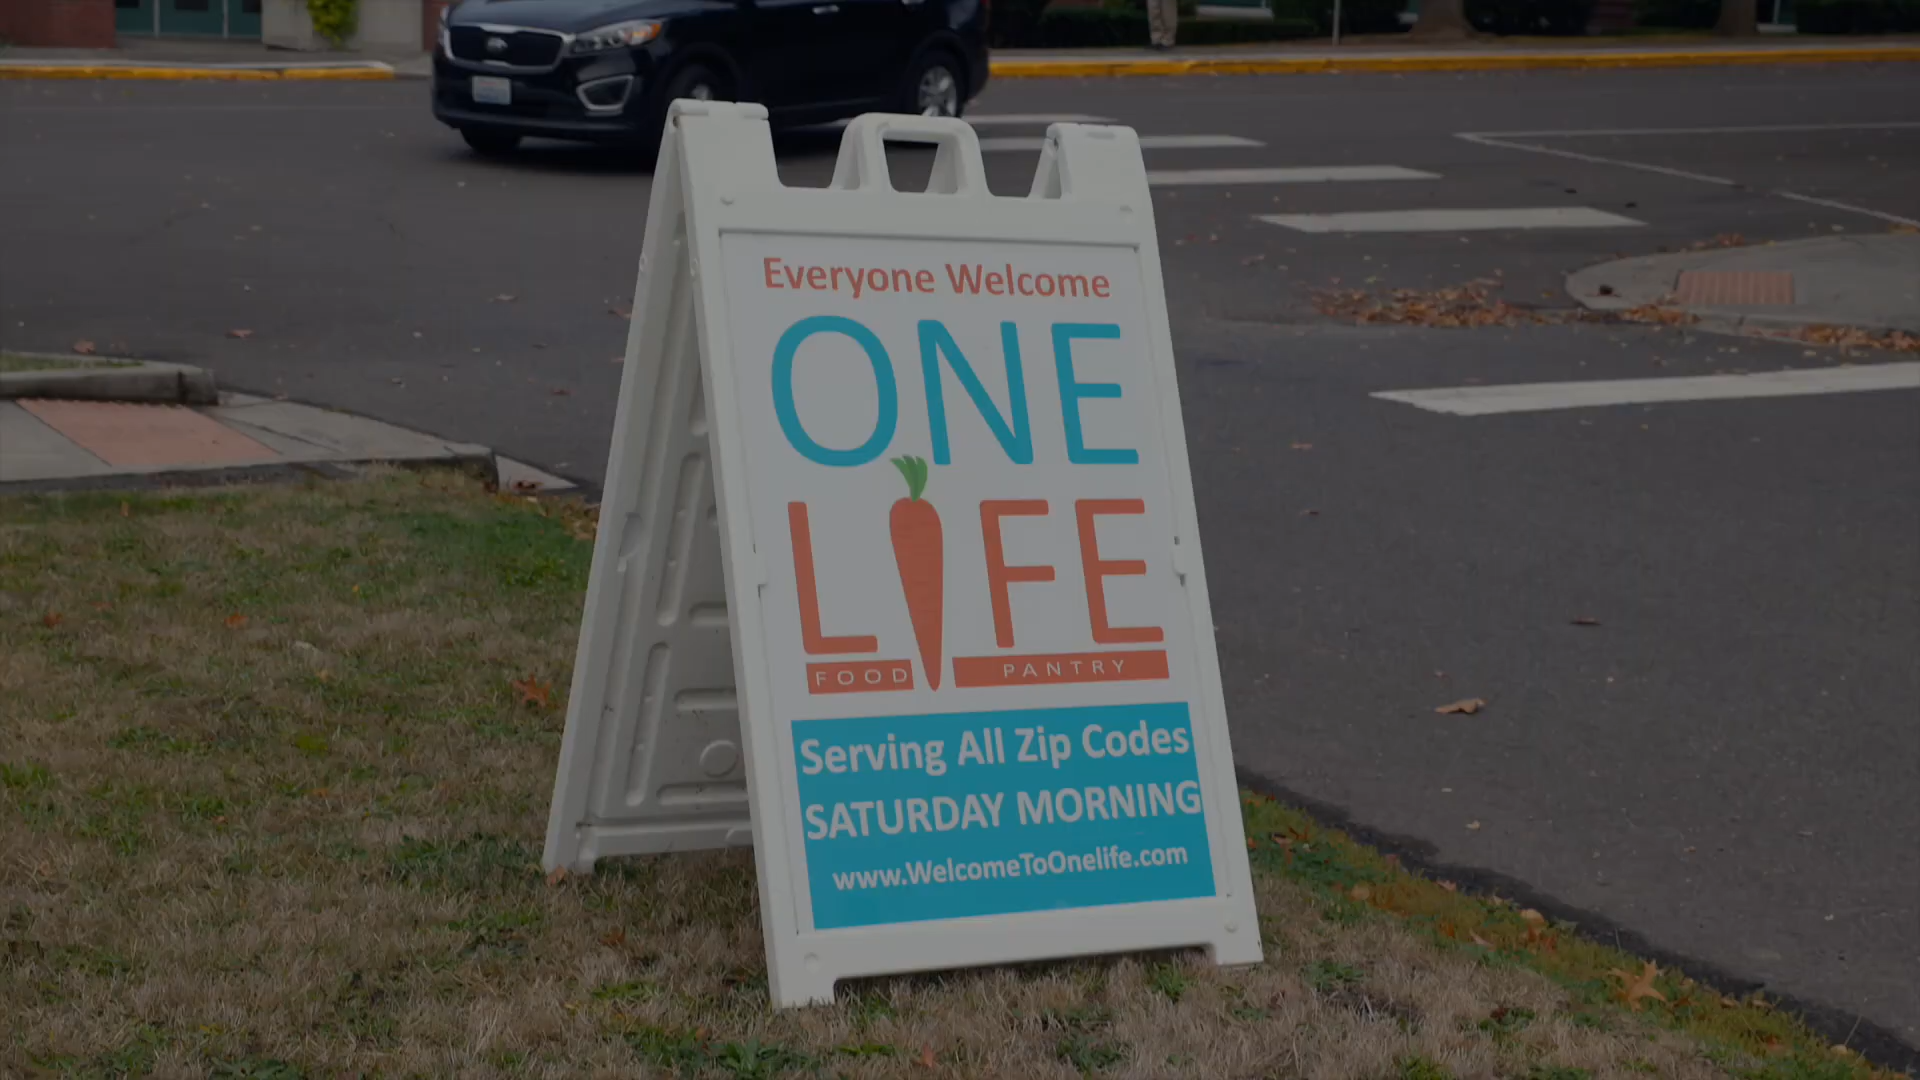 Everyone Welcome
ONE
LIFE
FOOD PANTRY
Serving All Zip Codes
SATURDAY MORNING
www.WelcomeToOnelife.com